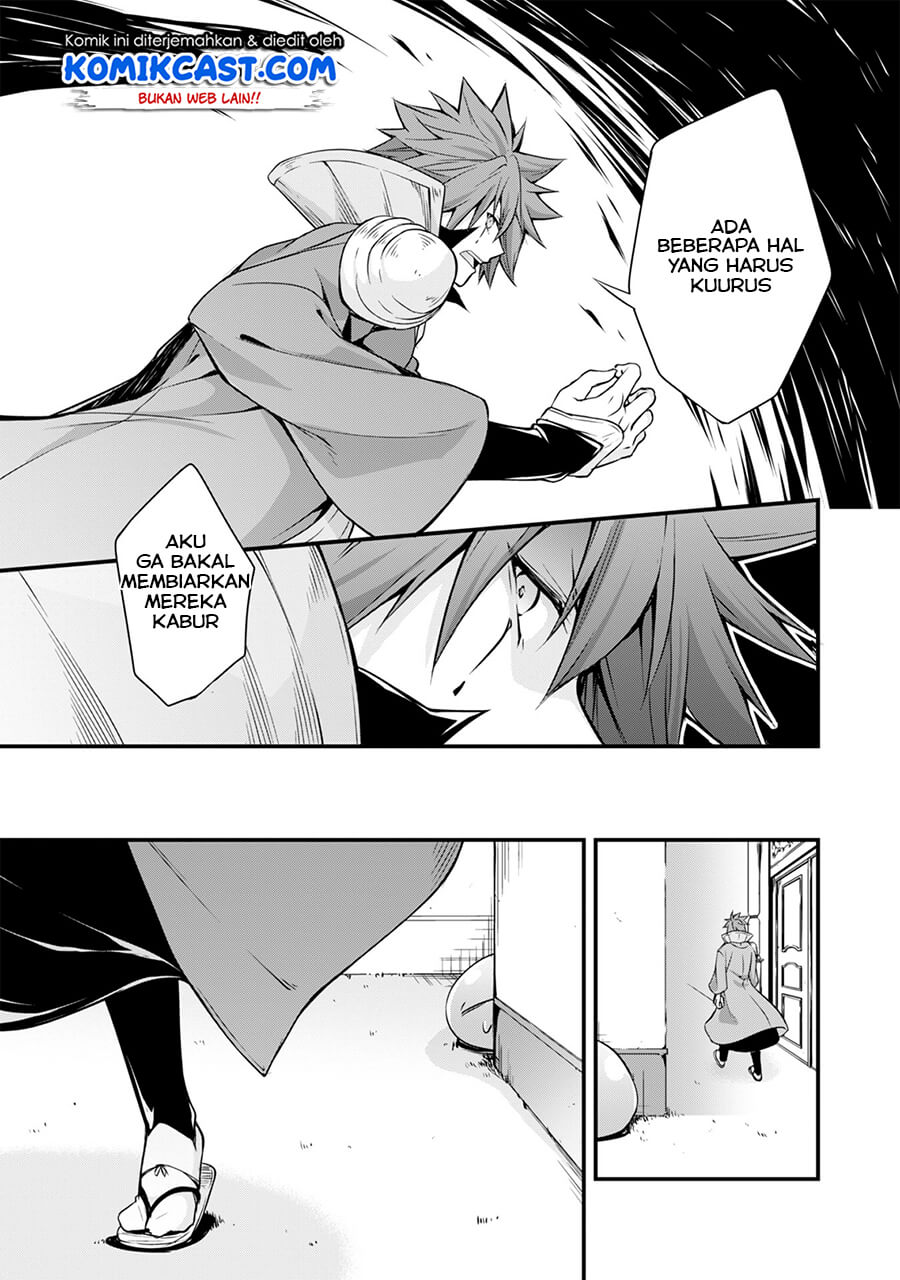 Komik ini diterjemahkan & diedit oleh
KOMIKCAST.COM
BUKAN WEB LAIN!!
ADA
BEBERAPA HAL
YANG HARUS
KUURUS
AKU
GA BAKAL
MEMBIARKAN
MEREKA
KABUR